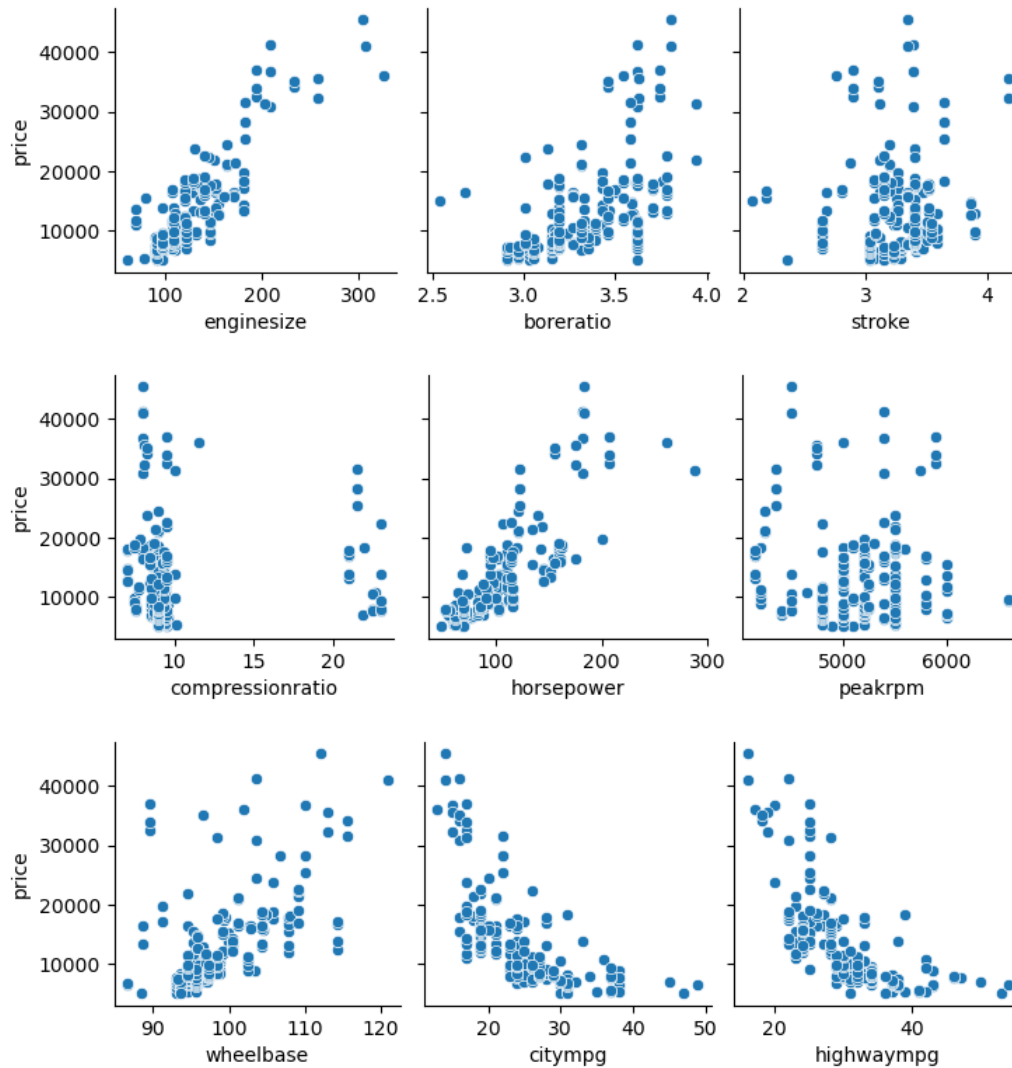 40000
30000
20000
10000
price
100 200 300
2.5 3.0 3.5 4.0
2 3 4
enginesize boreratio stroke
40000
30000
20000
10000
price
10 15 20
100 200 300
5000 6000
compressionratio horsepower peakrpm
40000
30000
20000
10000
price
90 100 110 120
20 30 40 50
20 40
wheelbase citympg highwaympg